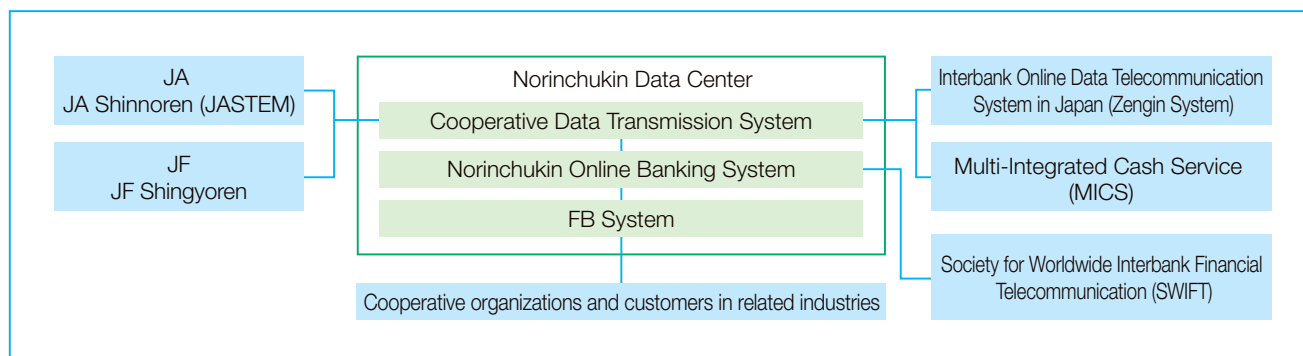 JA
JA Shinnoren (JASTEM)
JF
JF Shingyoren
Norinchukin Data Center
Cooperative Data Transmission System
Norinchukin Online Banking System
FB System
Cooperative organizations and customers in related industries
Interbank Online Data Telecommunication
System in Japan (Zengin System)
Multi-Integrated Cash Service
(MICS)
Society for Worldwide Interbank Financial
Telecommunication (SWIFT)